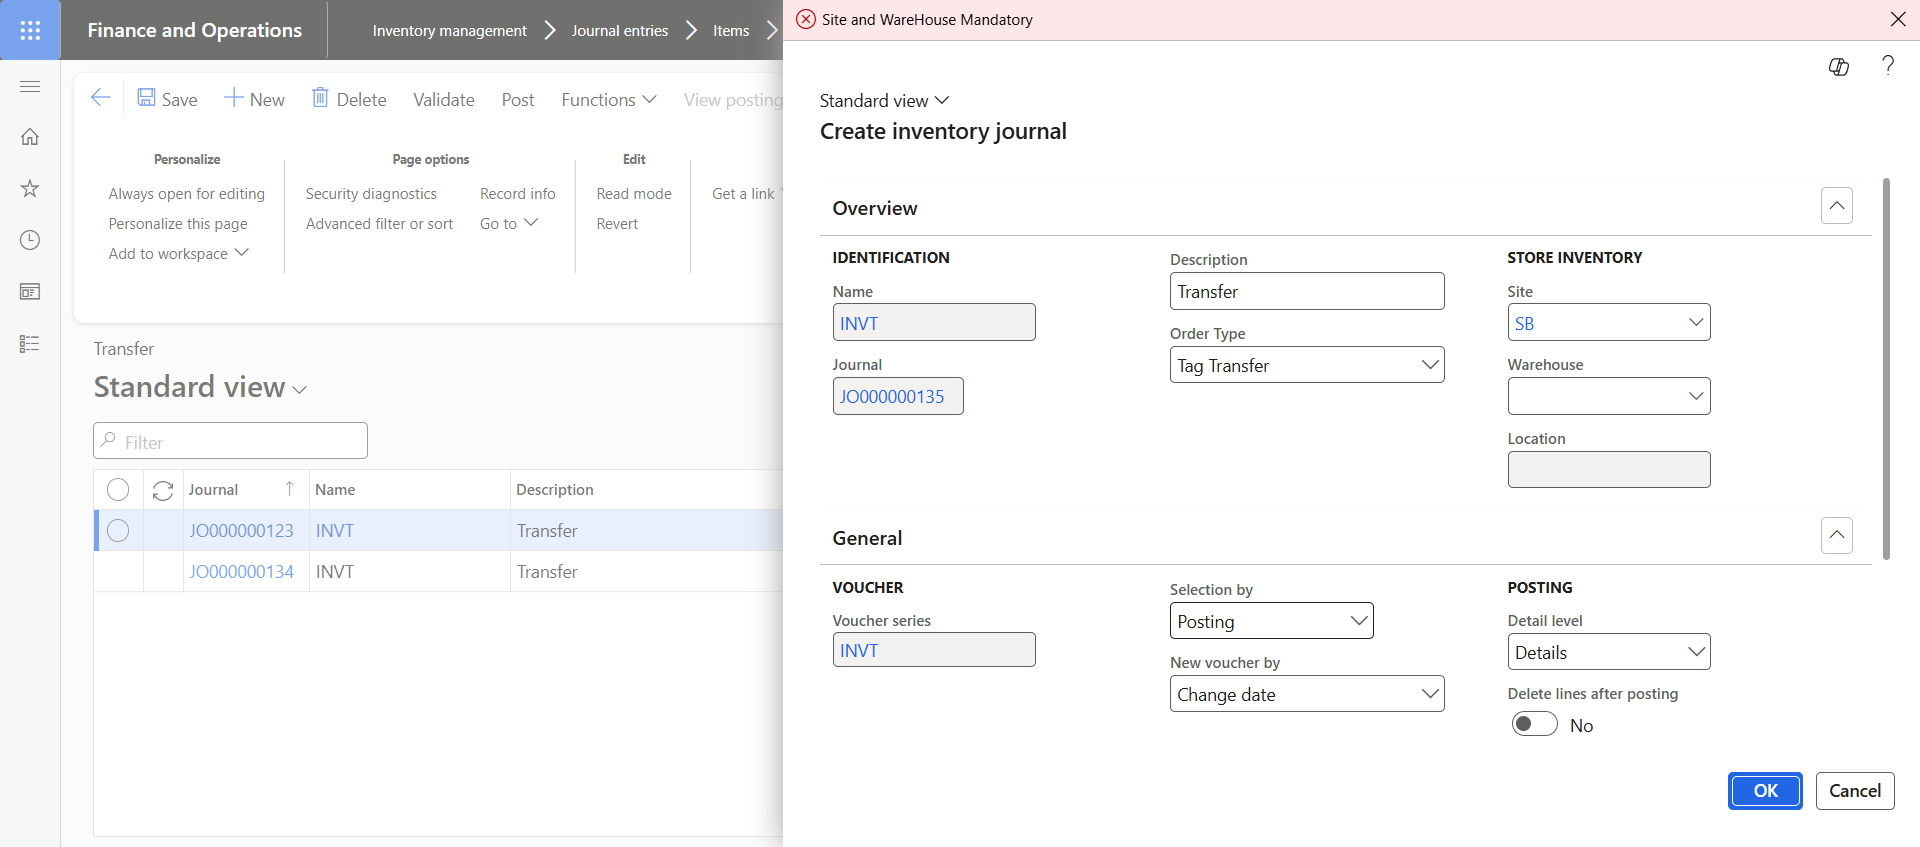 Finance and Operations
Inventory management
Journal entries
Items
Save
New
Delete
Validate
Post
Functions
View posting
Personalize
Always open for editing
Personalize this page
Add to workspace
Page options
Security diagnostics
Record info
Advanced filter or sort
Go to
Edit
Read mode
Revert
Get a link
Transfer
Standard view
Filter
Journal
Name
Description
JO000000123
INVT
Transfer
JO000000134
INVT
Transfer
Site and WareHouse Mandatory
?
Standard view
Create inventory journal
Overview
IDENTIFICATION
Name
INVT
Journal
JO000000135
Description
Transfer
Order Type
Tag Transfer
STORE INVENTORY
Site
SB
Warehouse
Location
General
VOUCHER
Voucher series
INVT
Selection by
Posting
New voucher by
Change date
POSTING
Detail level
Details
Delete lines after posting
No
OK
Cancel